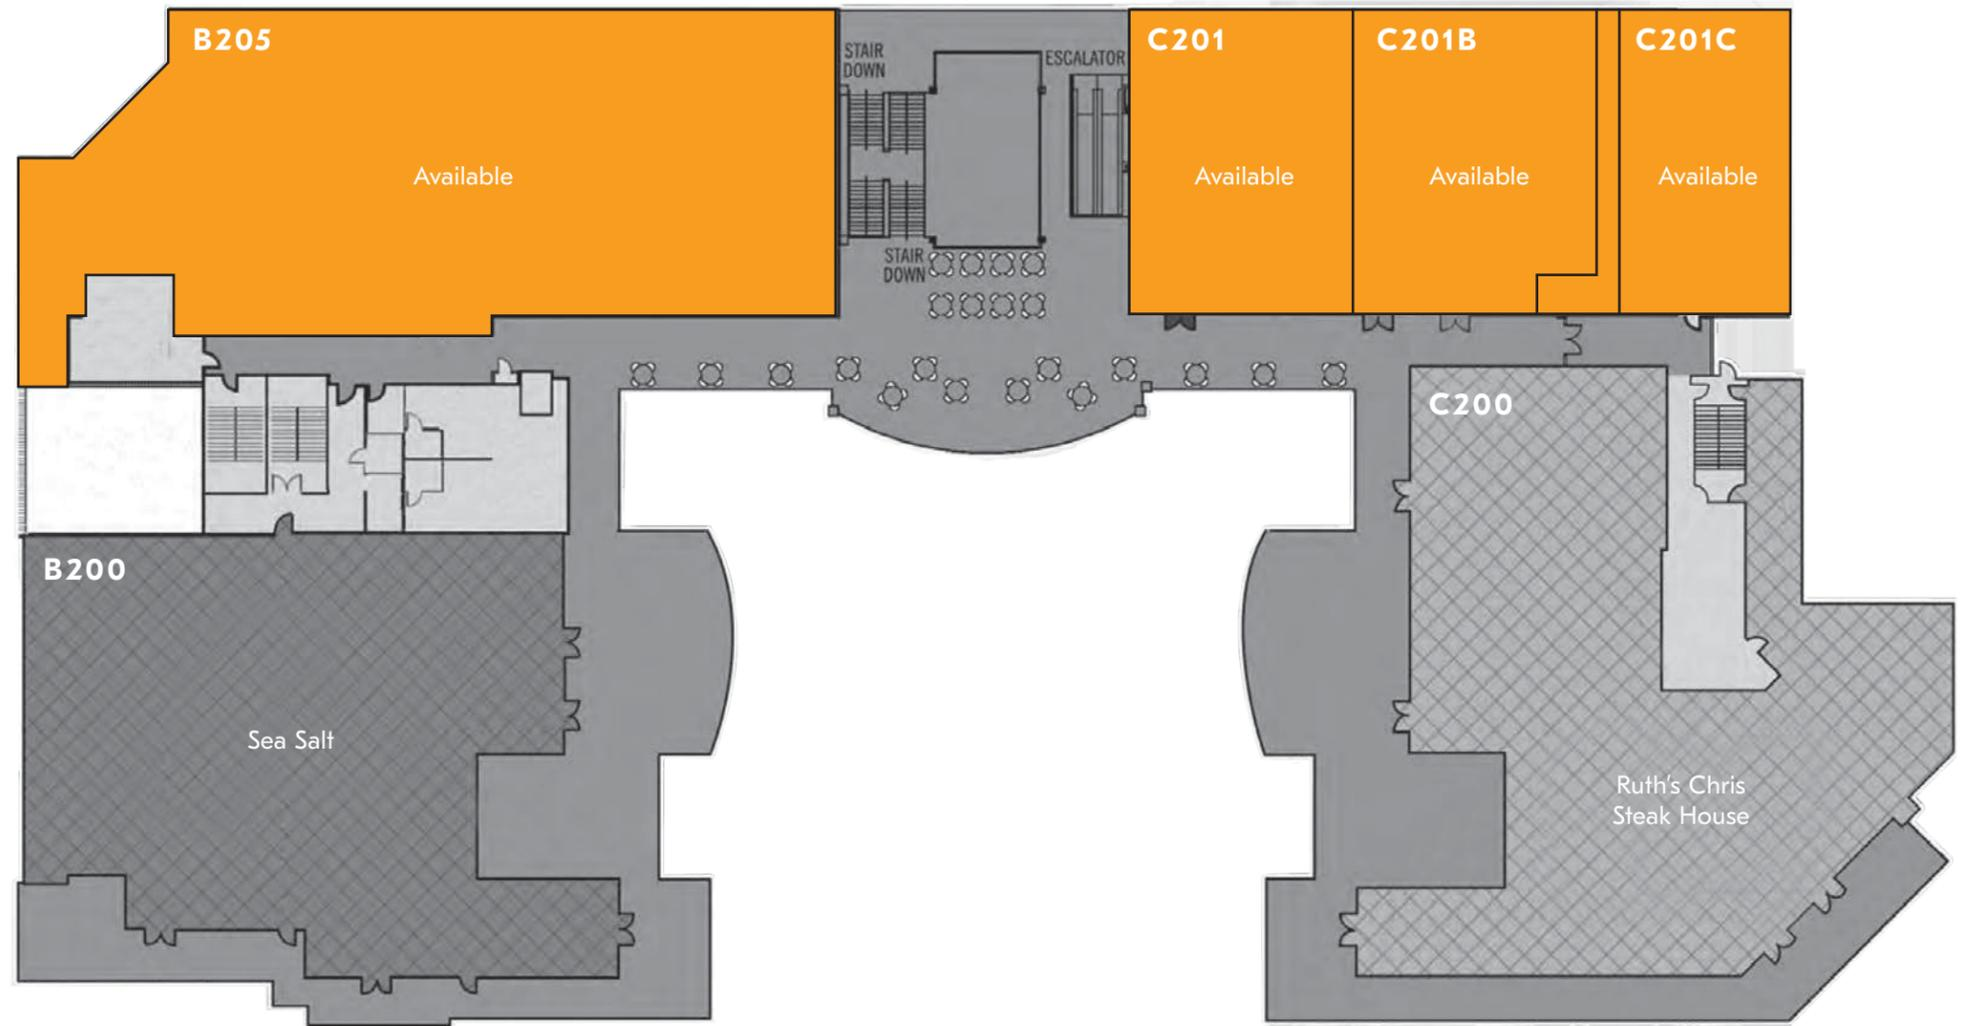 B205
Available
STAIR
DOWN
ESCALATOR
STAIR
DOWN
C201
Available
C201B
Available
C201C
Available
C200
Ruth's Chris
Steak House
B200
Sea Salt